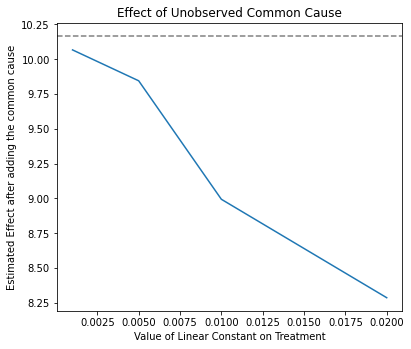 Effect of Unobserved Common Cause
Estimated Effect after adding the common cause
10.25
10.00
9.75
9.50
9.25
9.00
8.75
8.50
8.25
0.0025 0.0050 0.0075 0.0100 0.0125 0.0150 0.0175 0.0200
Value of Linear Constant on Treatment